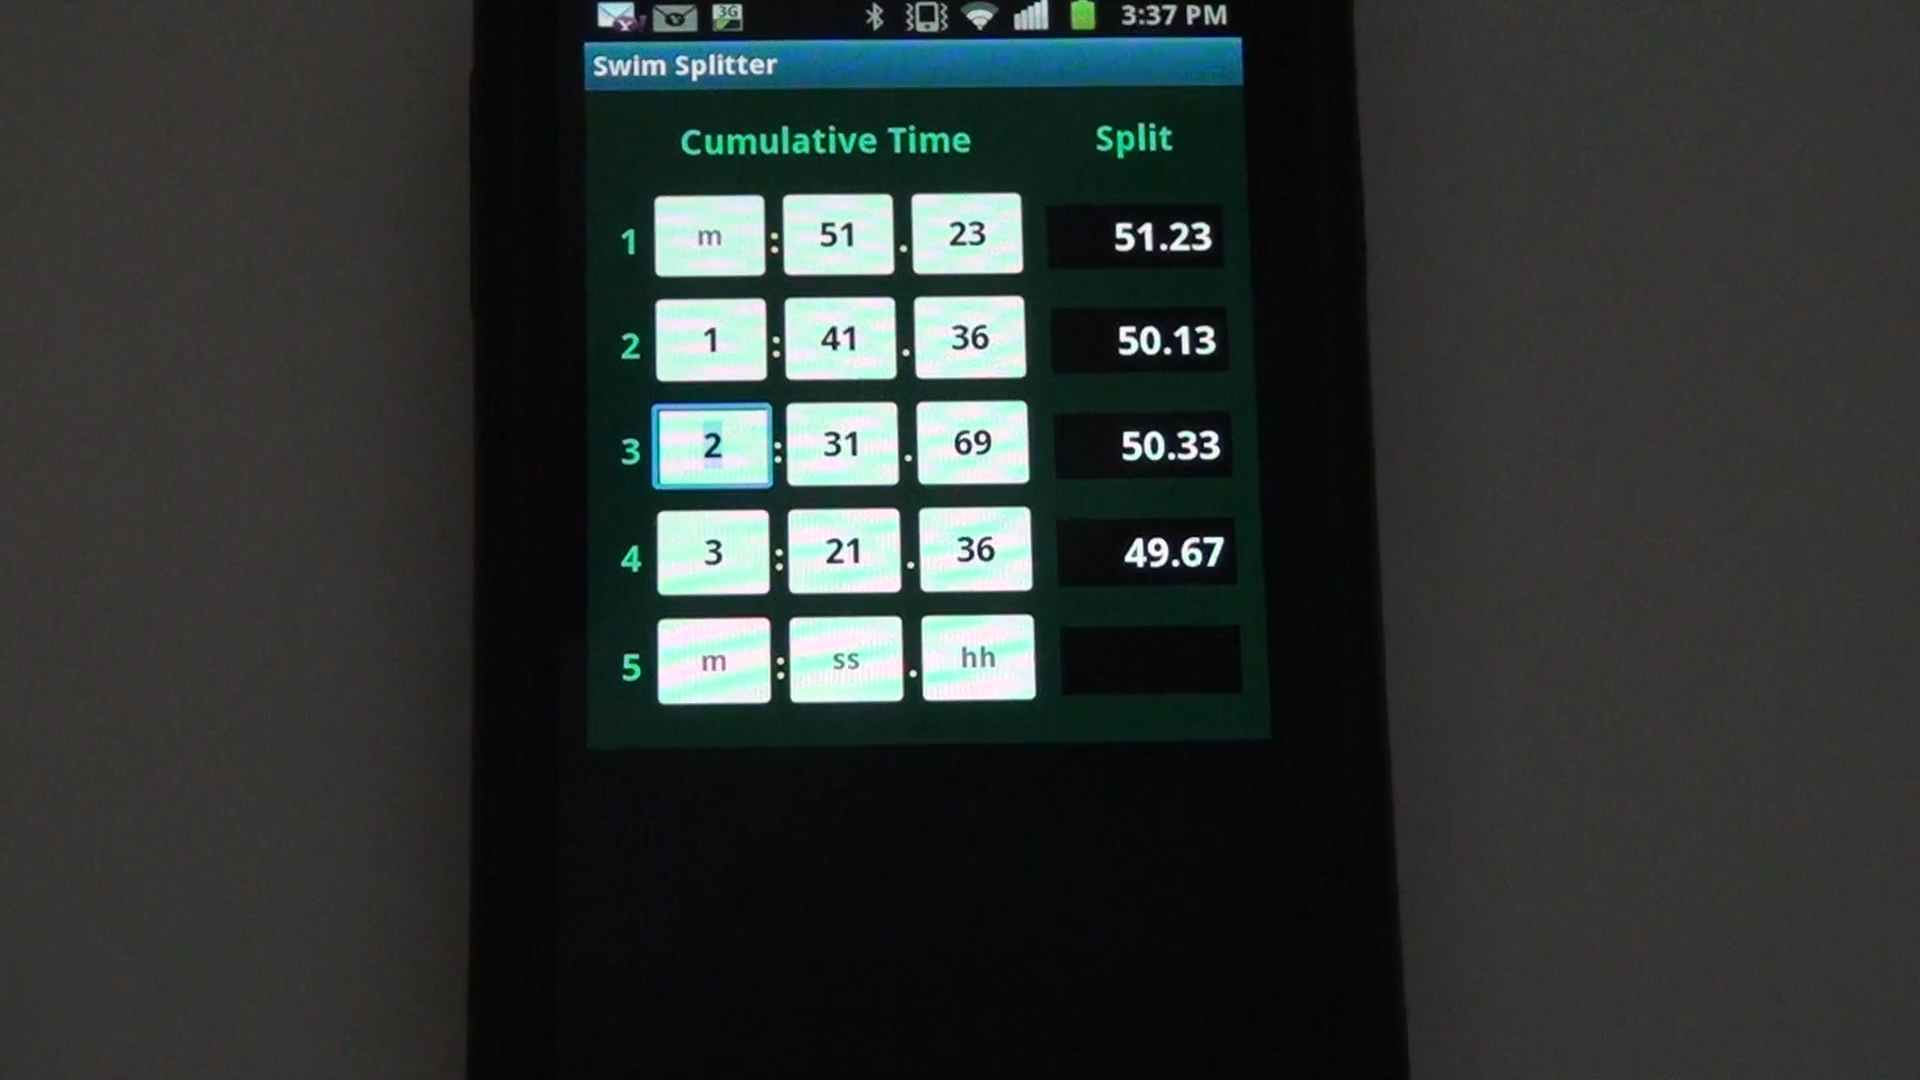 3G 3:37 PM
Swim Splitter
Cumulative Time Split
1 m : 51 . 23 51.23
2 1 : 41 . 36 50.13
3 2 : 31 . 69 50.33
4 3 : 21 . 36 49.67
5 m : ss . hh